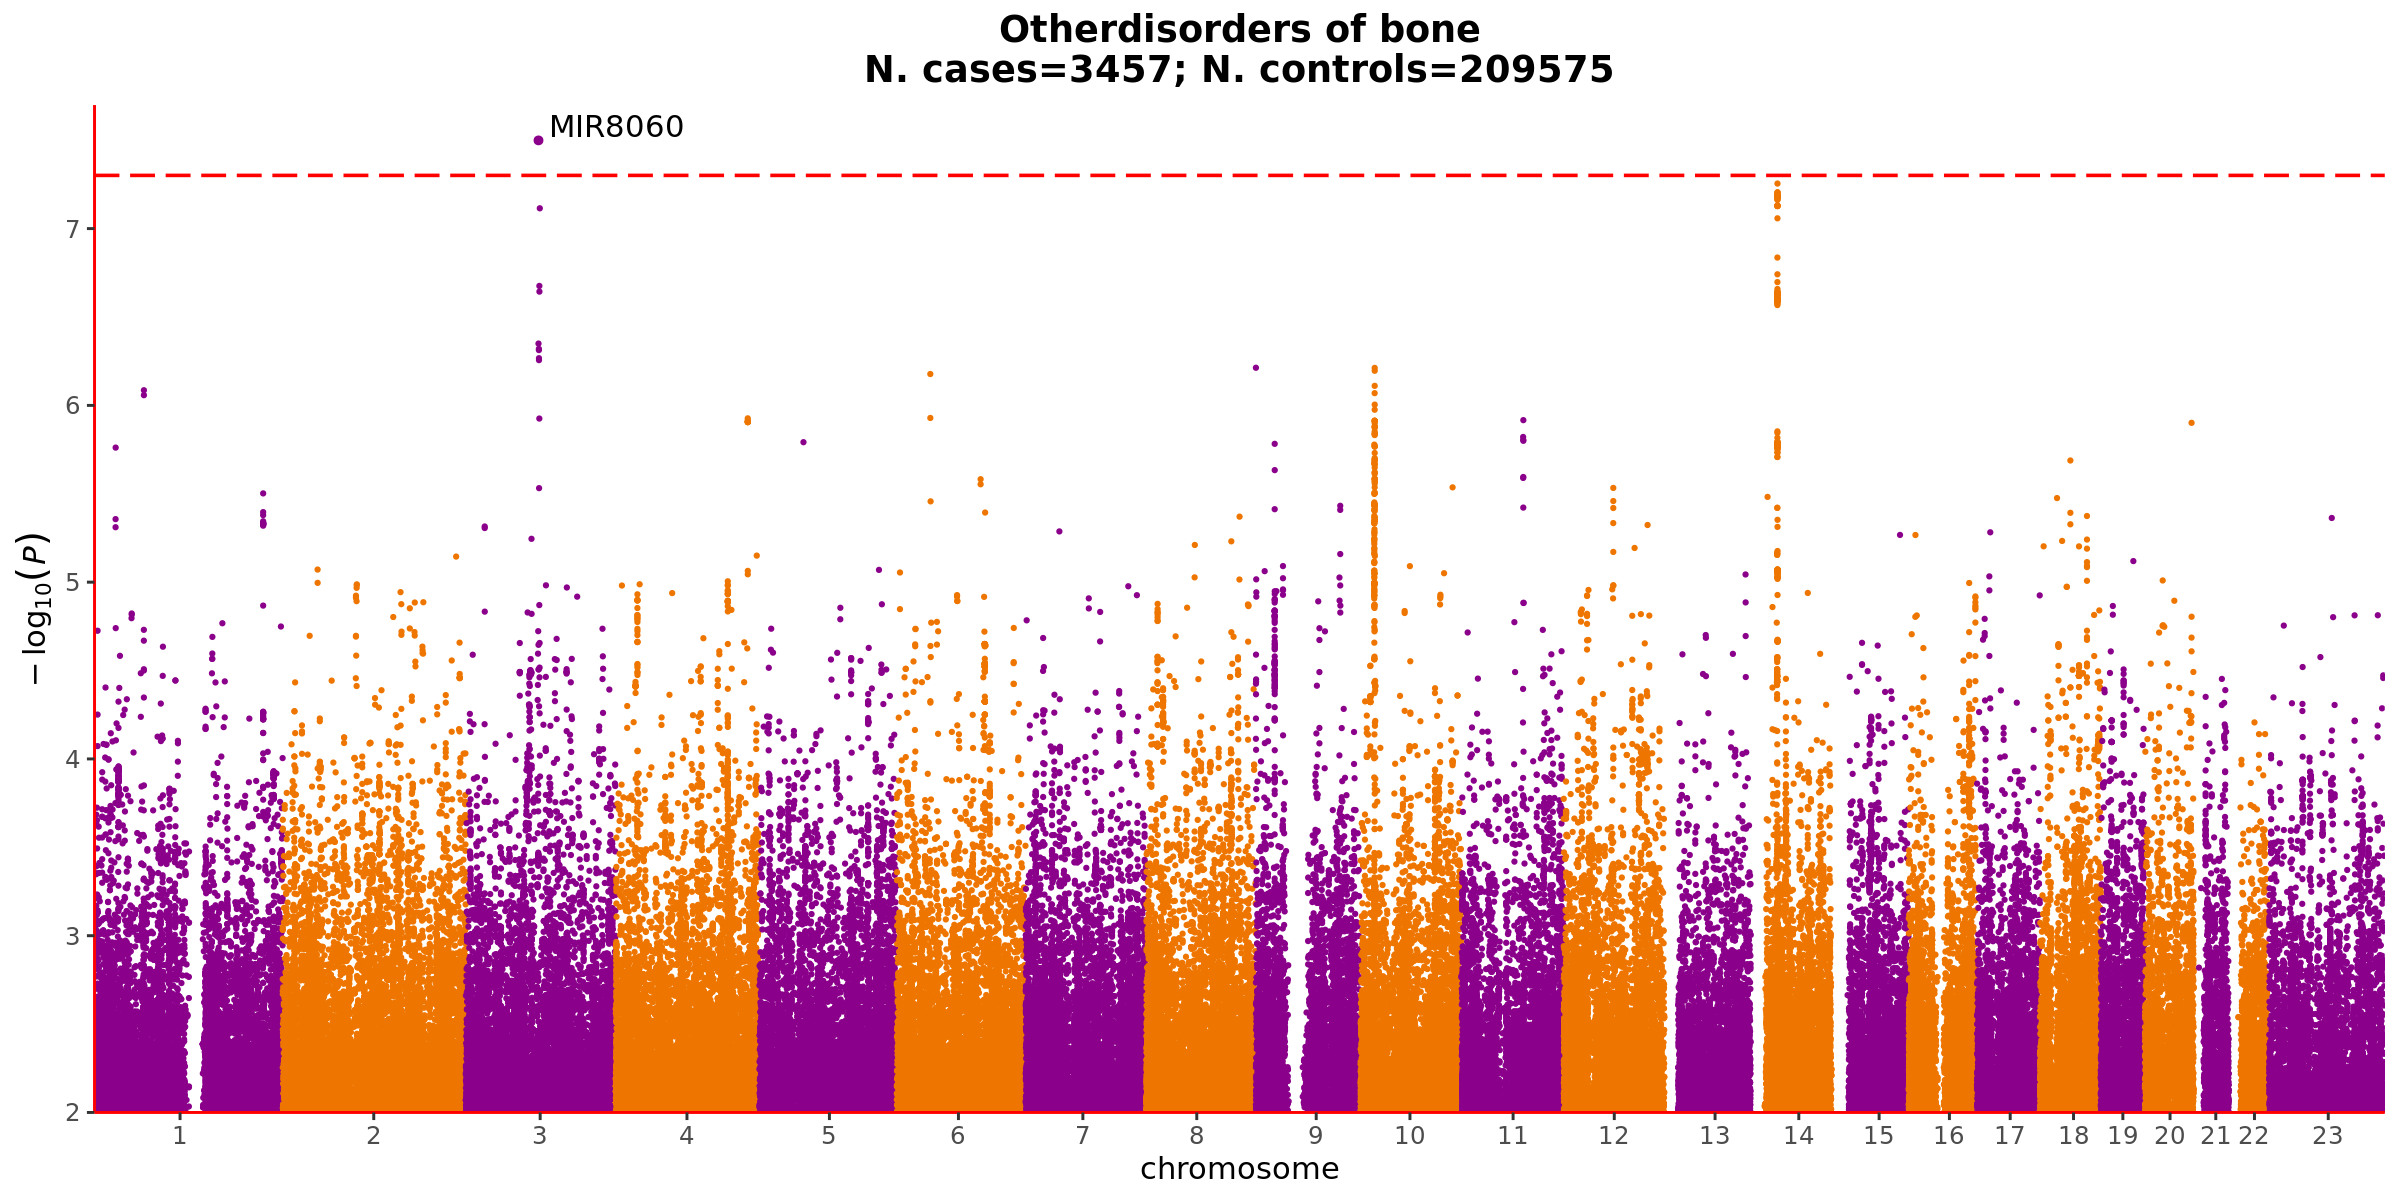 Otherdisorders of bone
N. cases=3457; N. controls=209575
MIR8060
7
6
5
4
3
2
−log10(P)
1 2 3 4 5 6 7 8 9 10 11 12 13 14 15 16 17 18 19 20 21 22 23
chromosome